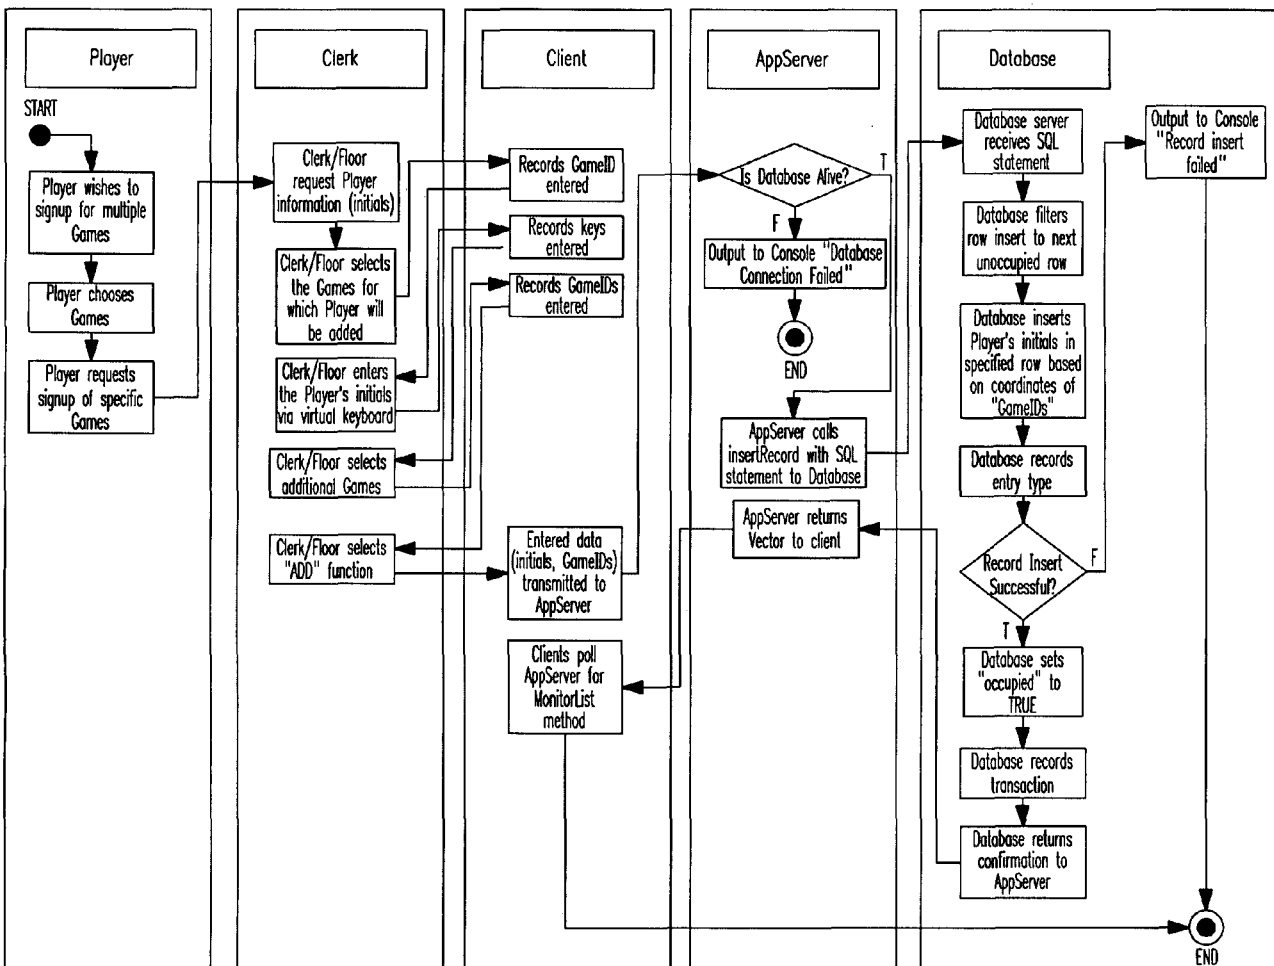 Player
START
Player wishes to
signup for multiple
Games
Player chooses
Games
Player requests
signup of specific
Games
Clerk
Clerk/Floor
request Player
information (initials)
Clerk/Floor selects
the Games for
which Player will
be added
Clerk/Floor enters
the Player's initials
via virtual keyboard
Clerk/Floor selects
additional Games
Clerk/Floor selects
"ADD" function
Client
Records GameID
entered
Records keys
entered
Records GameIDs
entered
Entered data
(initials, GameIDs)
transmitted to
AppServer
Clients poll
AppServer for
MonitorList
method
AppServer
Is Database Alive?
T
F
Output to Console "Database
Connection Failed"
END
AppServer calls
insertRecord with SQL
statement to Database
AppServer returns
Vector to client
Database
Database server
receives SQL
statement
Database filters
row insert to next
unoccupied row
Database inserts
Player's initials in
specified row based
on coordinates of
"GameIDs"
Database records
entry type
Record Insert
Successful?
F
T
Database sets
"occupied" to
TRUE
Database records
transaction
Database returns
confirmation to
AppServer
Output to Console
"Record insert
failed"
END